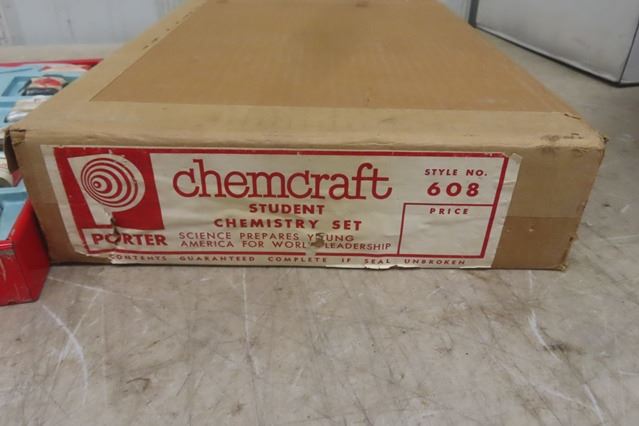 chemcraft
STUDENT
CHEMISTRY SET
SCIENCE PREPARES YOUNG
AMERICA FOR WORLD LEADERSHIP
PORTER
STYLE NO.
608
PRICE
CONTENTS GUARANTEED COMPLETE IF SEAL UNBROKEN